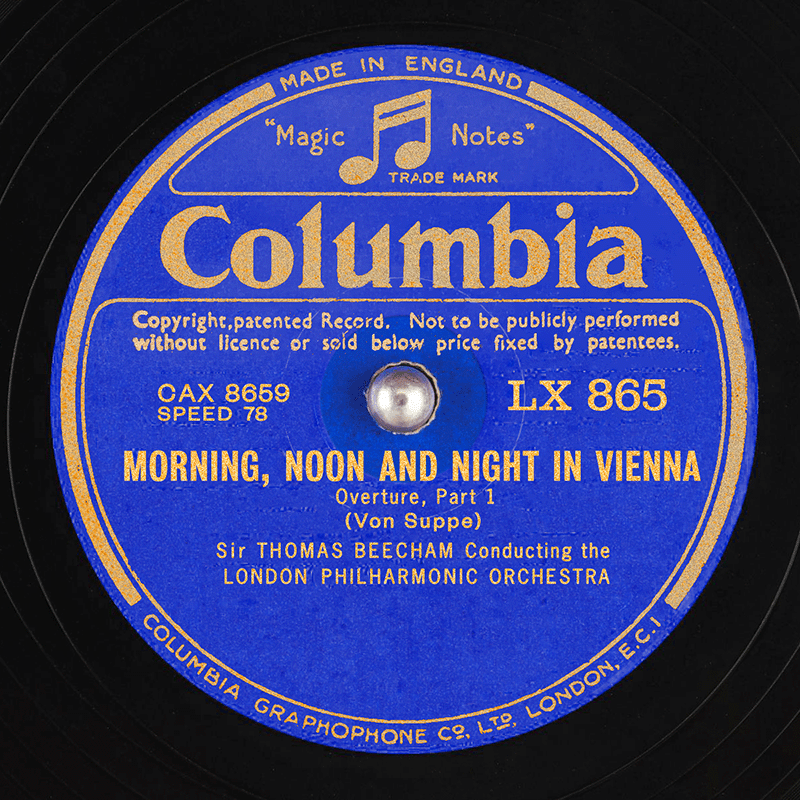 MADE IN ENGLAND
"Magic Notes"
TRADE MARK
Columbia
Copyright, patented Record. Not to be publicly performed
without licence or sold below price fixed by patentees.
CAX 8659
SPEED 78
LX 865
MORNING, NOON AND NIGHT IN VIENNA
Overture, Part 1
(Von Suppe)
Sir THOMAS BEECHAM Conducting the
LONDON PHILHARMONIC ORCHESTRA
COLUMBIA GRAPHOPHONE CO, LTD, LONDON, E.C.1